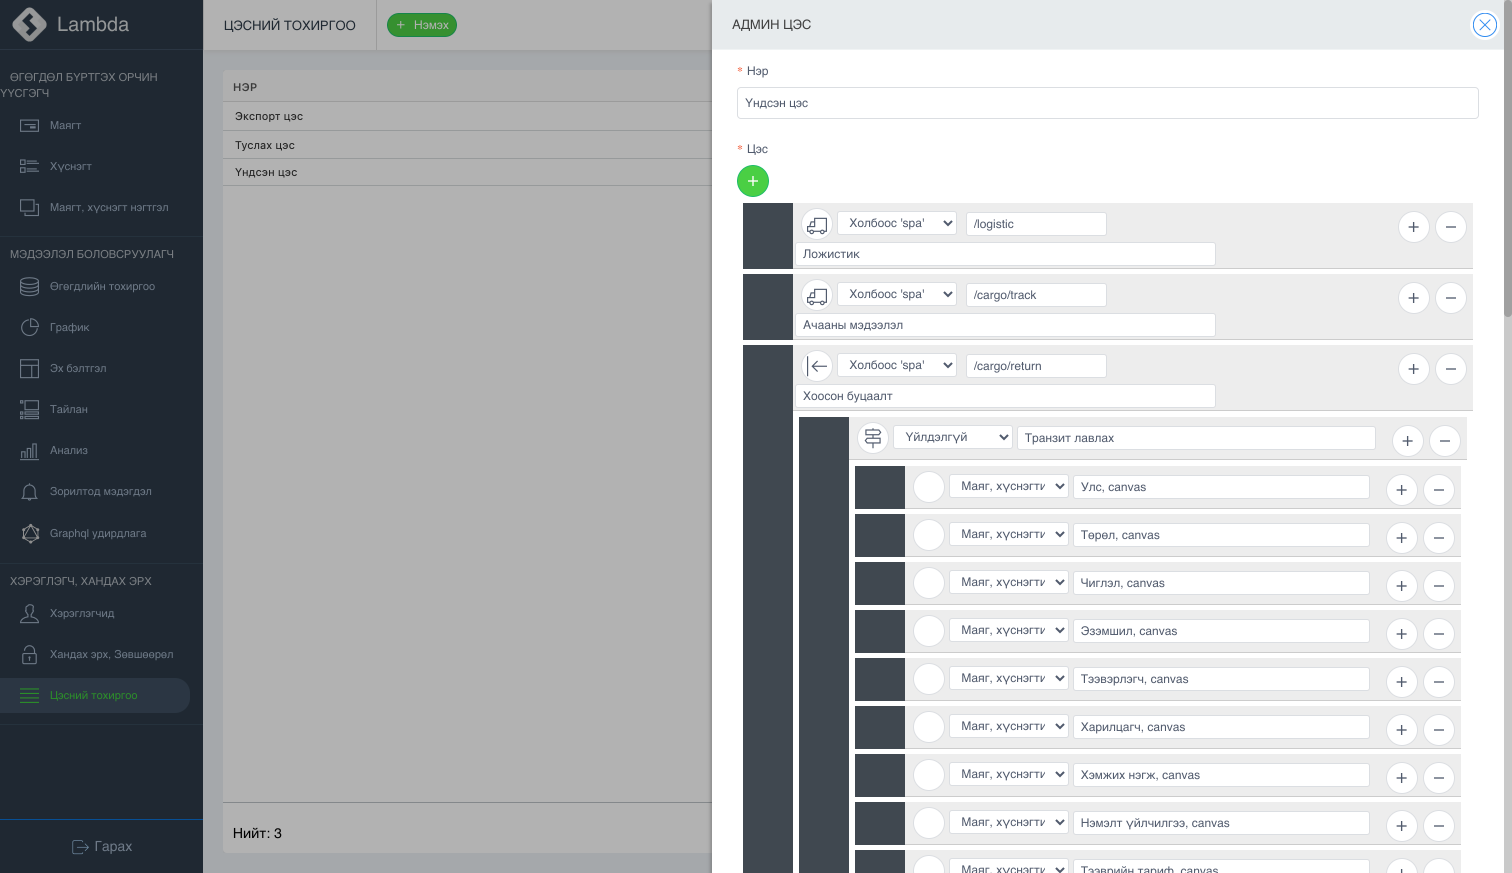 Lambda
ӨГӨГДӨЛ БҮРТГЭХ ОРЧИН
ҮҮСГЭГЧ
Маягт
Хүснэгт
Маягт, хүснэгт нэгтгэл
МЭДЭЭЛЭЛ БОЛОВСРУУЛАГЧ
Өгөгдлийн тохиргоо
График
Эх бэлтгэл
Тайлан
Анализ
Зорилтод мэдэгдэл
Graphql удирдлага
ХЭРЭГЛЭГЧ, ХАНДАХ ЭРХ
Хэрэглэгчид
Хандах эрх, Зөвшөөрөл
Цэсний тохиргоо
Гарах
ЦЭСНИЙ ТОХИРГОО
+ Нэмэх
НЭР
Экспорт цэс
Туслах цэс
Үндсэн цэс
Нийт: 3
АДМИН ЦЭС
* Нэр
Үндсэн цэс
* Цэс
Холбоос 'spa' /logistic
Ложистик
Холбоос 'spa' /cargo/track
Ачааны мэдээлэл
Холбоос 'spa' /cargo/return
Хоосон буцаалт
Үйлдэлгүй Транзит лавлах
Маяг, хүснэгти Улс, canvas
Маяг, хүснэгти Төрөл, canvas
Маяг, хүснэгти Чиглэл, canvas
Маяг, хүснэгти Эзэмшил, canvas
Маяг, хүснэгти Тээвэрлэгч, canvas
Маяг, хүснэгти Харилцагч, canvas
Маяг, хүснэгти Хэмжих нэгж, canvas
Маяг, хүснэгти Нэмэлт үйлчилгээ, canvas
Маяг, хүснэгти Тээврийн тариф, canvas